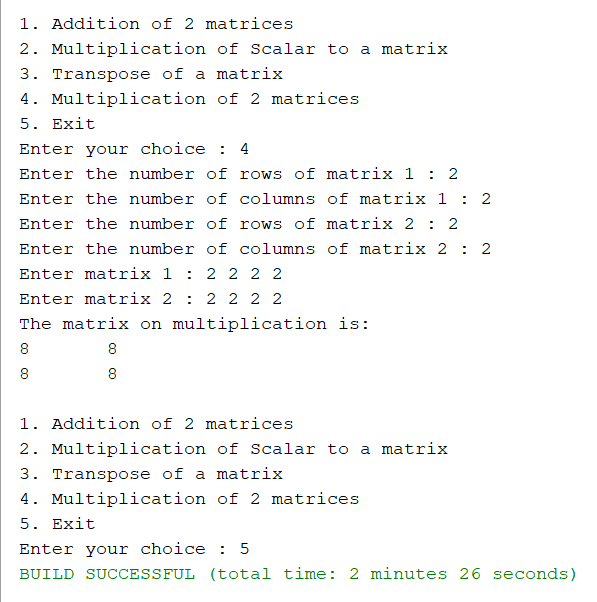 1. Addition of 2 matrices
2. Multiplication of Scalar to a matrix
3. Transpose of a matrix
4. Multiplication of 2 matrices
5. Exit
Enter your choice : 4
Enter the number of rows of matrix 1 : 2
Enter the number of columns of matrix 1 : 2
Enter the number of rows of matrix 2 : 2
Enter the number of columns of matrix 2 : 2
Enter matrix 1 : 2 2 2 2
Enter matrix 2 : 2 2 2 2
The matrix on multiplication is:
8       8
8       8
1. Addition of 2 matrices
2. Multiplication of Scalar to a matrix
3. Transpose of a matrix
4. Multiplication of 2 matrices
5. Exit
Enter your choice : 5
BUILD SUCCESSFUL (total time: 2 minutes 26 seconds)